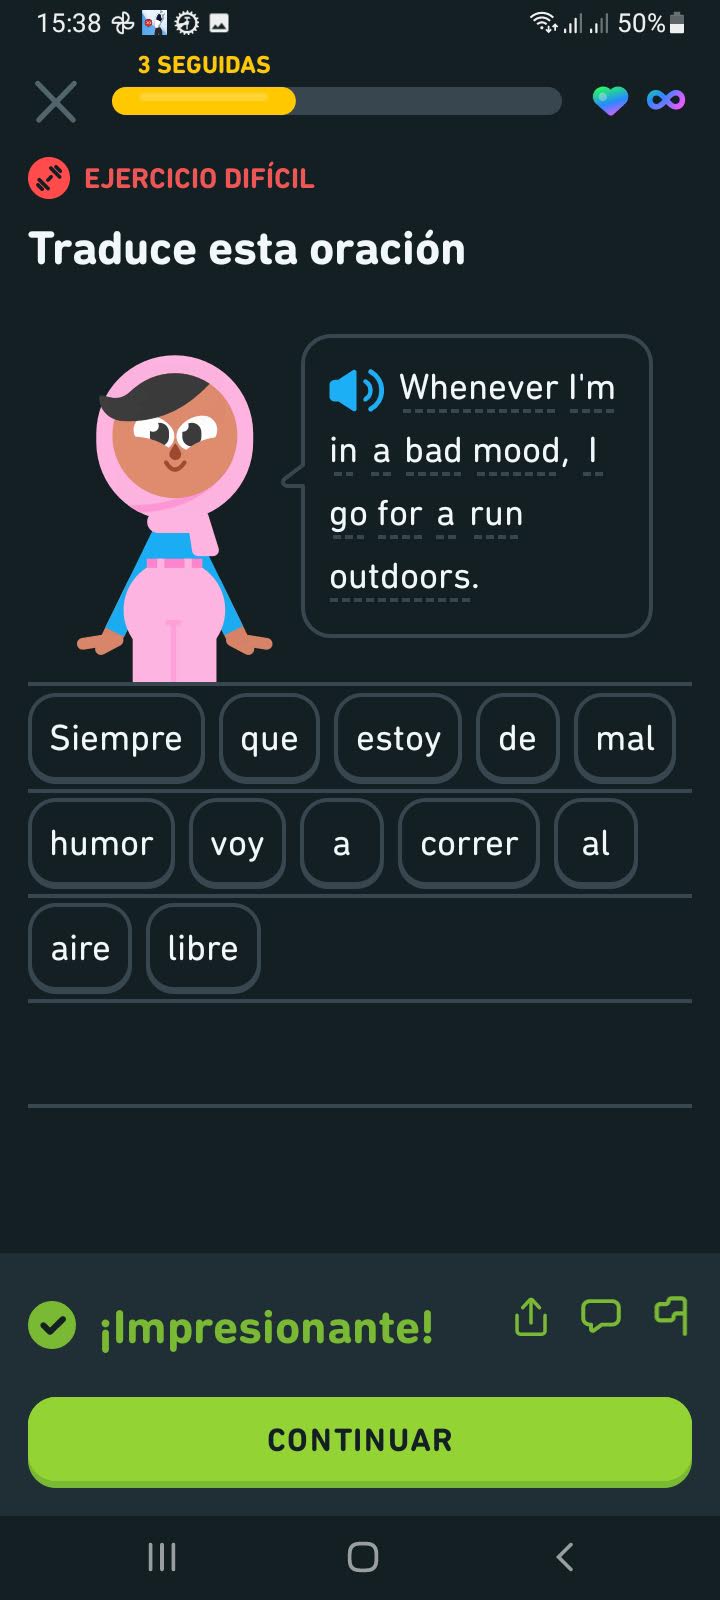 15:38 50%
3 SEGUIDAS
EJERCICIO DIFÍCIL
Traduce esta oración
Whenever I'm
in a bad mood, I
go for a run
outdoors.
Siempre que estoy de mal
humor voy a correr al
aire libre
¡Impresionante!
CONTINUAR